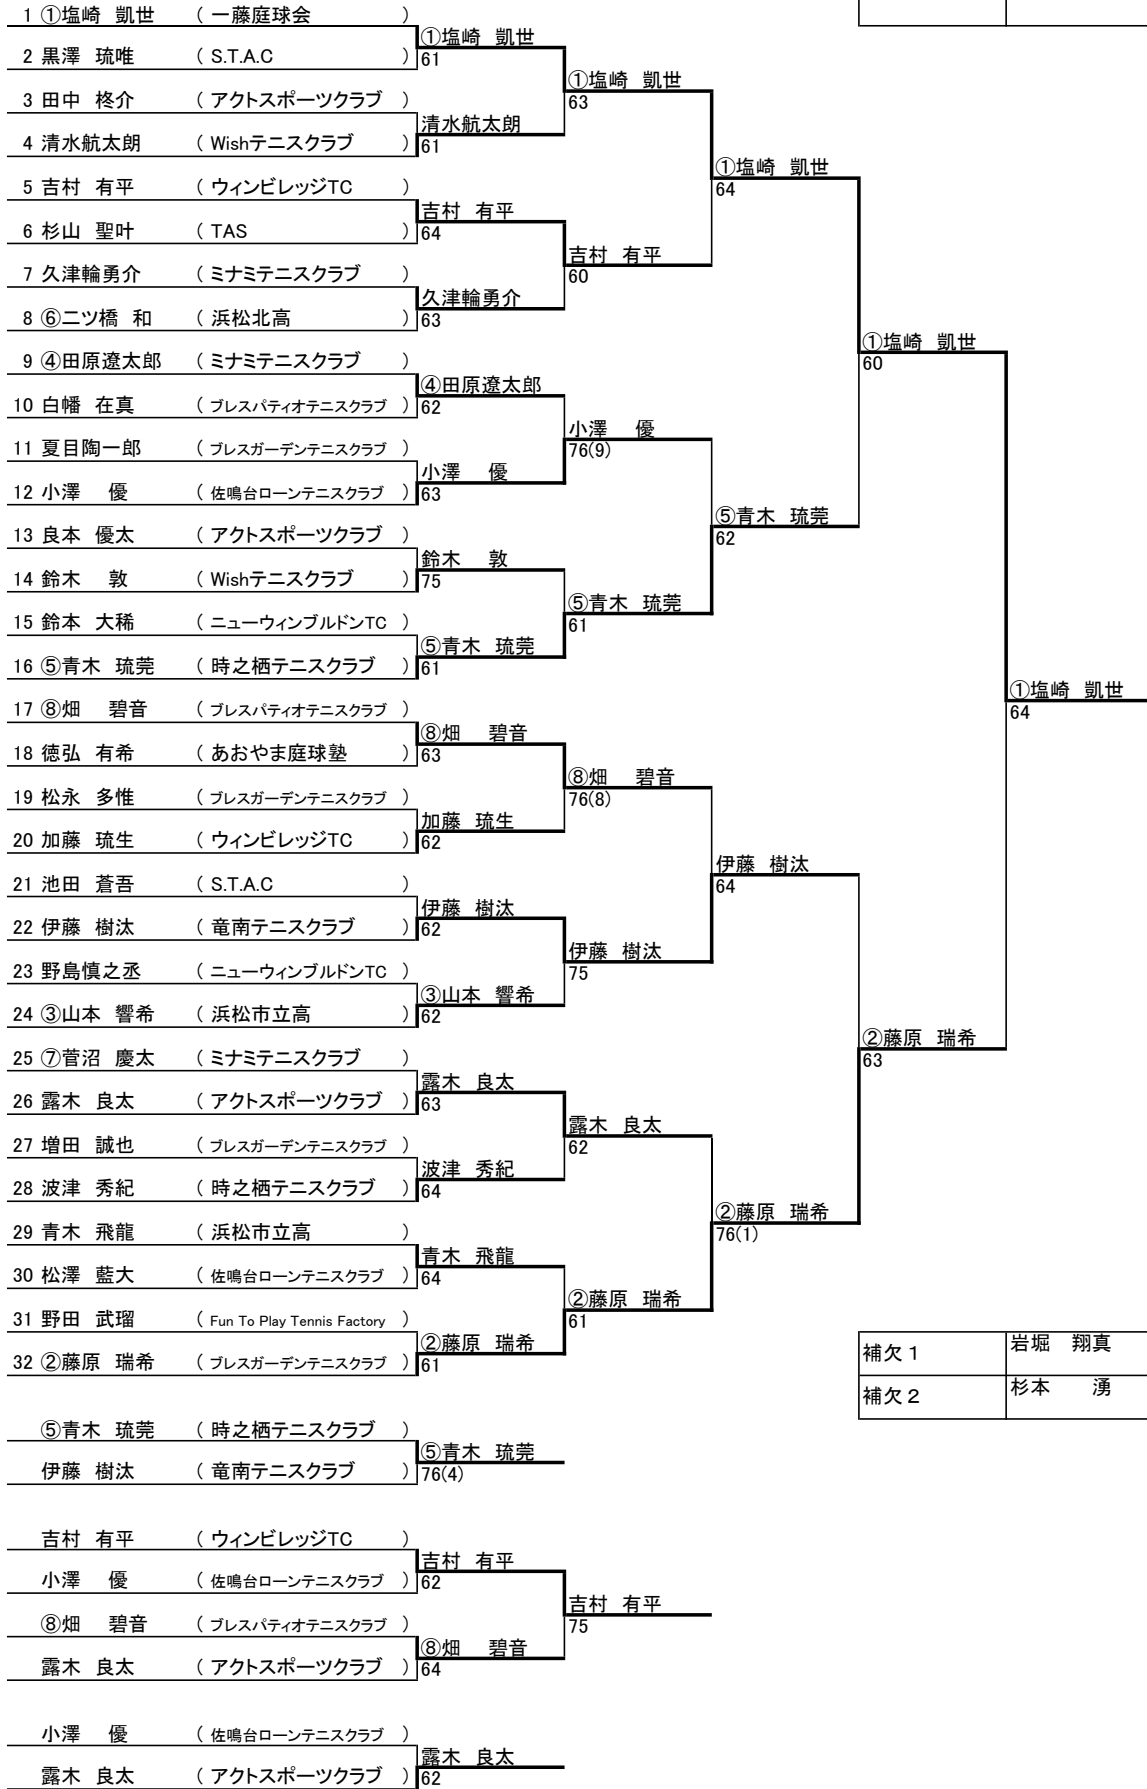 1 ①塩崎 凱世 ( 一藤庭球会 )
①塩崎 凱世
2 黒澤 琉唯 ( S.T.A.C ) 61
①塩崎 凱世
3 田中 柊介 ( アクトスポーツクラブ ) 63
清水航太朗
4 清水航太朗 ( Wishテニスクラブ ) 61
①塩崎 凱世
5 吉村 有平 ( ウィンビレッジTC ) 64
吉村 有平
6 杉山 聖叶 ( TAS ) 64
吉村 有平
7 久津輪勇介 ( ミナミテニスクラブ ) 60
久津輪勇介
8 ⑥二ツ橋 和 ( 浜松北高 ) 63
①塩崎 凱世
9 ④田原遼太郎 ( ミナミテニスクラブ ) 60
④田原遼太郎
10 白幡 在真 ( ブレスパティオテニスクラブ ) 62
小澤 優
11 夏目陶一郎 ( ブレスガーデンテニスクラブ ) 76(9)
小澤 優
12 小澤 優 ( 佐鳴台ローンテニスクラブ ) 63
⑤青木 琉莞
13 良本 優太 ( アクトスポーツクラブ ) 62
鈴木 敦
14 鈴木 敦 ( Wishテニスクラブ ) 75
⑤青木 琉莞
15 鈴本 大稀 ( ニューウィンブルドンTC ) 61
⑤青木 琉莞
16 ⑤青木 琉莞 ( 時之栖テニスクラブ ) 61
①塩崎 凱世
17 ⑧畑 碧音 ( ブレスパティオテニスクラブ ) 64
⑧畑 碧音
18 徳弘 有希 ( あおやま庭球塾 ) 63
⑧畑 碧音
19 松永 多惟 ( ブレスガーデンテニスクラブ ) 76(8)
加藤 琉生
20 加藤 琉生 ( ウィンビレッジTC ) 62
伊藤 樹汰
21 池田 蒼吾 ( S.T.A.C ) 64
伊藤 樹汰
22 伊藤 樹汰 ( 竜南テニスクラブ ) 62
伊藤 樹汰
23 野島慎之丞 ( ニューウィンブルドンTC ) 75
③山本 響希
24 ③山本 響希 ( 浜松市立高 ) 62
②藤原 瑞希
25 ⑦菅沼 慶太 ( ミナミテニスクラブ ) 63
露木 良太
26 露木 良太 ( アクトスポーツクラブ ) 63
露木 良太
27 増田 誠也 ( ブレスガーデンテニスクラブ ) 62
波津 秀紀
28 波津 秀紀 ( 時之栖テニスクラブ ) 64
②藤原 瑞希
29 青木 飛龍 ( 浜松市立高 ) 76(1)
青木 飛龍
30 松澤 藍大 ( 佐鳴台ローンテニスクラブ ) 64
②藤原 瑞希
31 野田 武瑠 ( Fun To Play Tennis Factory ) 61
②藤原 瑞希
32 ②藤原 瑞希 ( ブレスガーデンテニスクラブ ) 61
補欠1 岩堀 翔真
補欠2 杉本 湧
⑤青木 琉莞 ( 時之栖テニスクラブ )
⑤青木 琉莞
伊藤 樹汰 ( 竜南テニスクラブ ) 76(4)
吉村 有平 ( ウィンビレッジTC )
吉村 有平
小澤 優 ( 佐鳴台ローンテニスクラブ ) 62
吉村 有平
⑧畑 碧音 ( ブレスパティオテニスクラブ ) 75
⑧畑 碧音
露木 良太 ( アクトスポーツクラブ ) 64
小澤 優 ( 佐鳴台ローンテニスクラブ )
露木 良太
露木 良太 ( アクトスポーツクラブ ) 62